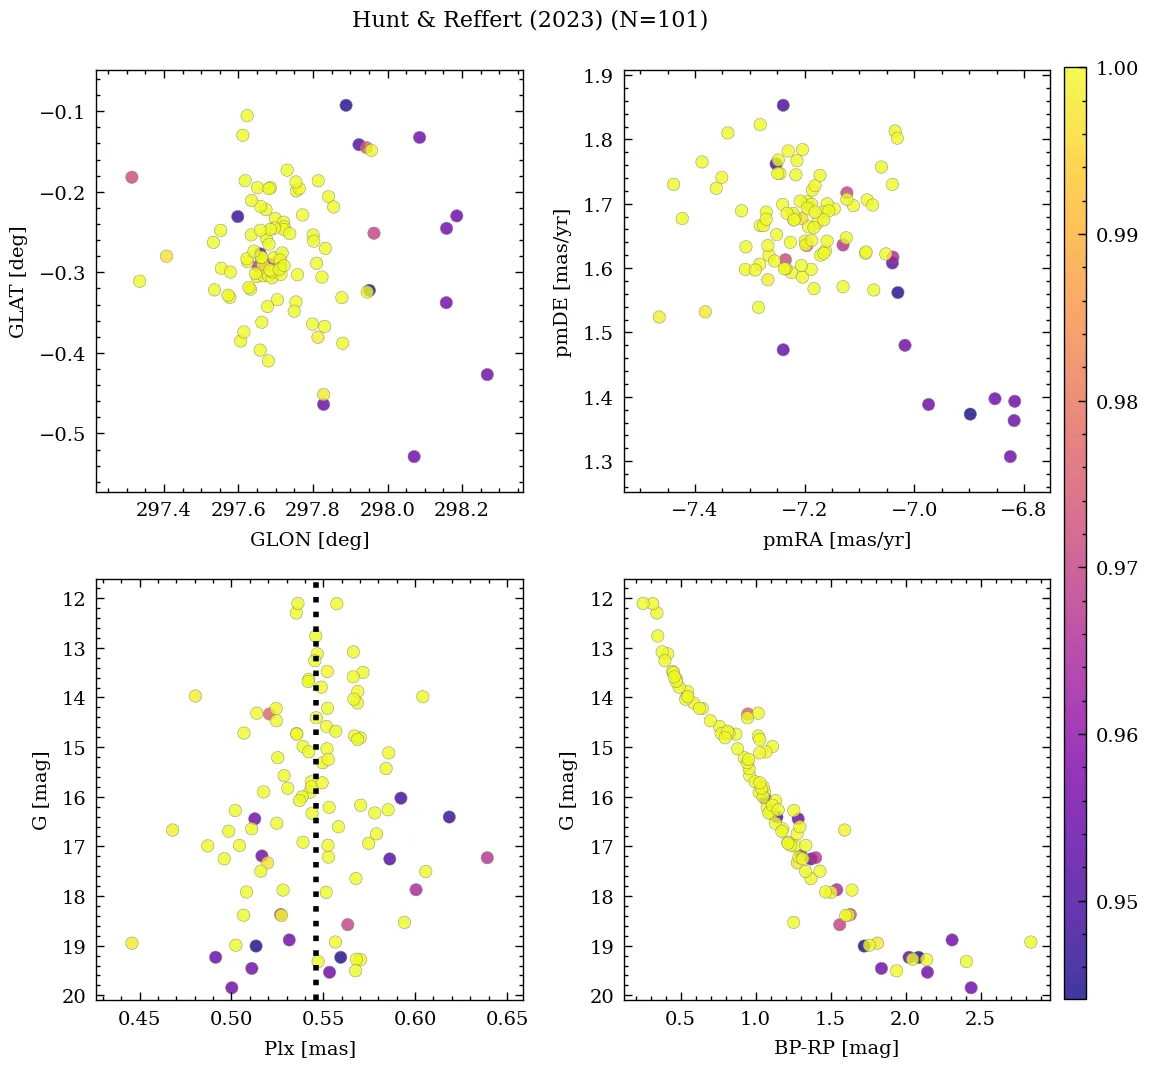 Hunt & Reffert (2023) (N=101)
−0.1
−0.2
−0.3
−0.4
−0.5
GLAT [deg]
297.4 297.6 297.8 298.0 298.2
GLON [deg]
1.9
1.8
1.7
1.6
1.5
1.4
1.3
pmDE [mas/yr]
−7.4 −7.2 −7.0 −6.8
pmRA [mas/yr]
12
13
14
15
16
17
18
19
20
G [mag]
0.45 0.50 0.55 0.60 0.65
Plx [mas]
12
13
14
15
16
17
18
19
20
G [mag]
0.5 1.0 1.5 2.0 2.5
BP-RP [mag]
1.00
0.99
0.98
0.97
0.96
0.95